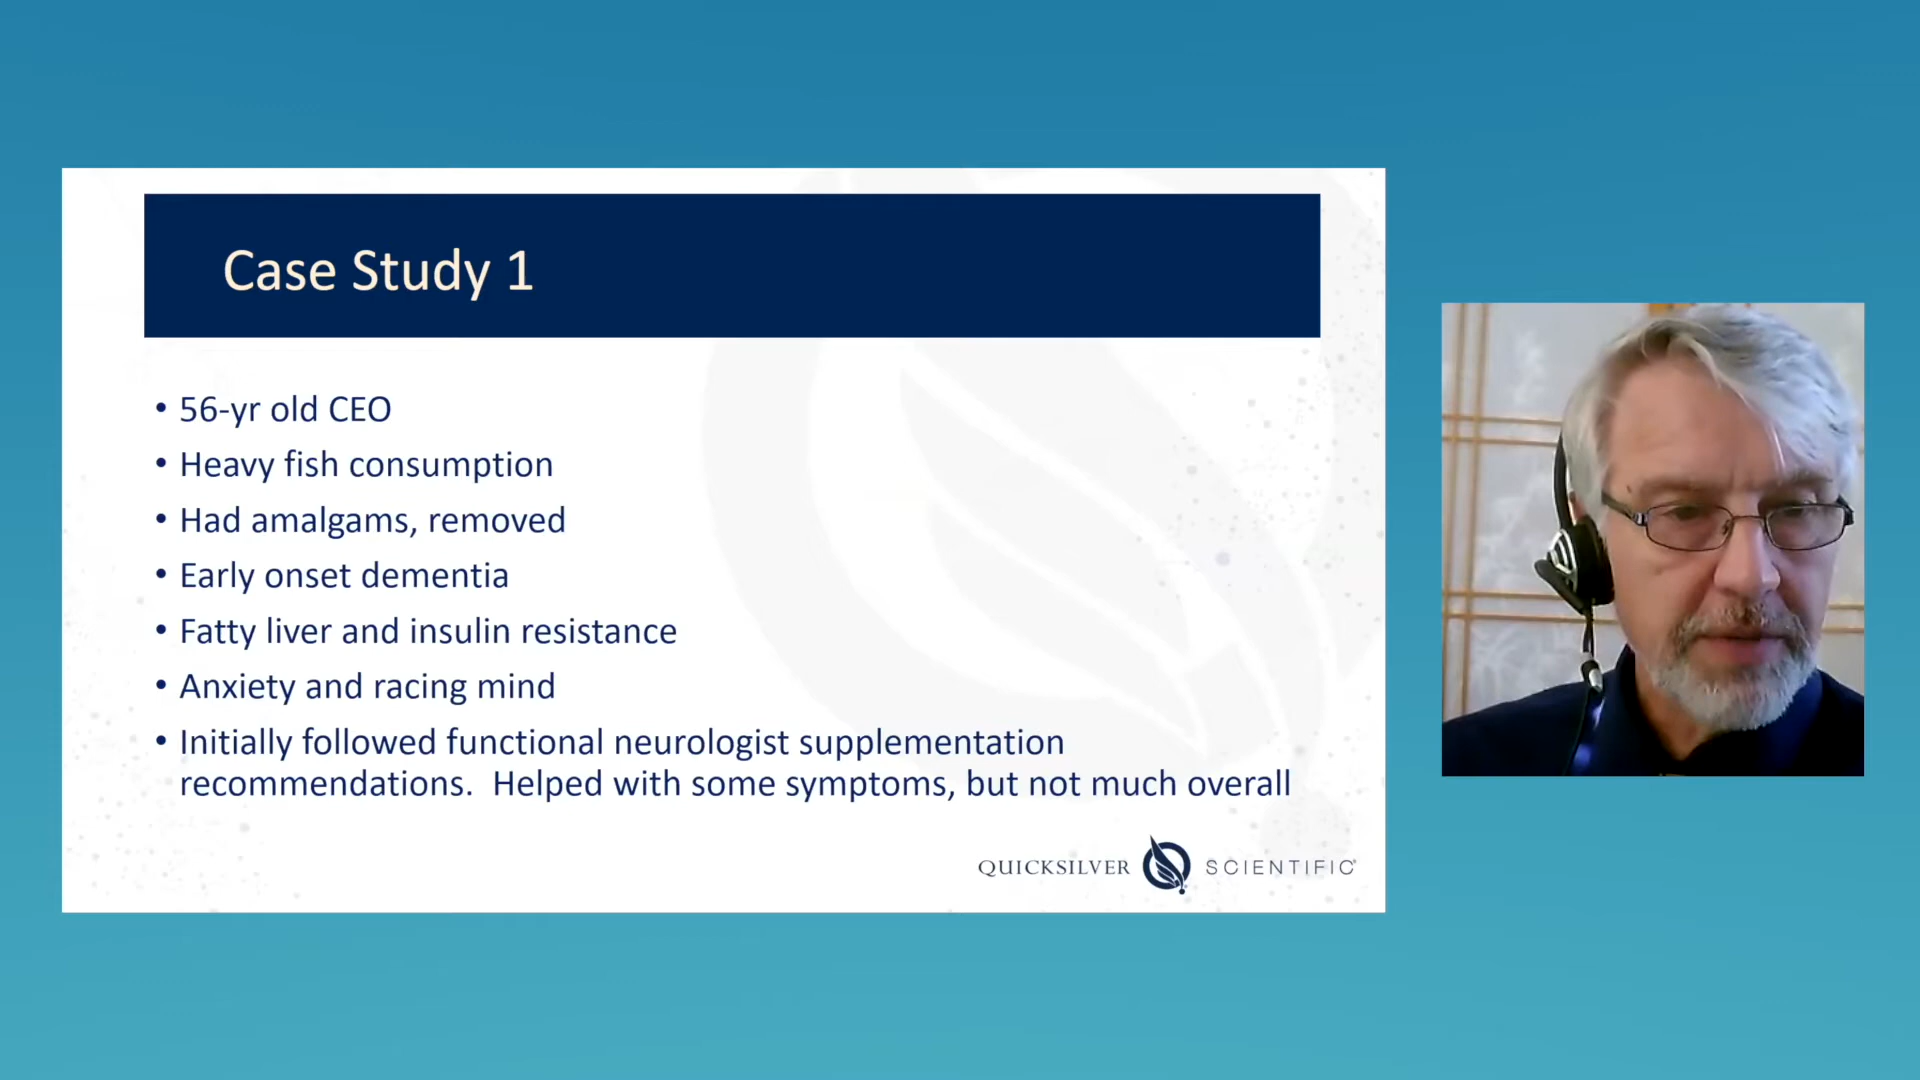 Case Study 1
• 56-yr old CEO
• Heavy fish consumption
• Had amalgams, removed
• Early onset dementia
• Fatty liver and insulin resistance
• Anxiety and racing mind
• Initially followed functional neurologist supplementation
recommendations.  Helped with some symptoms, but not much overall
QUICKSILVER SCIENTIFIC